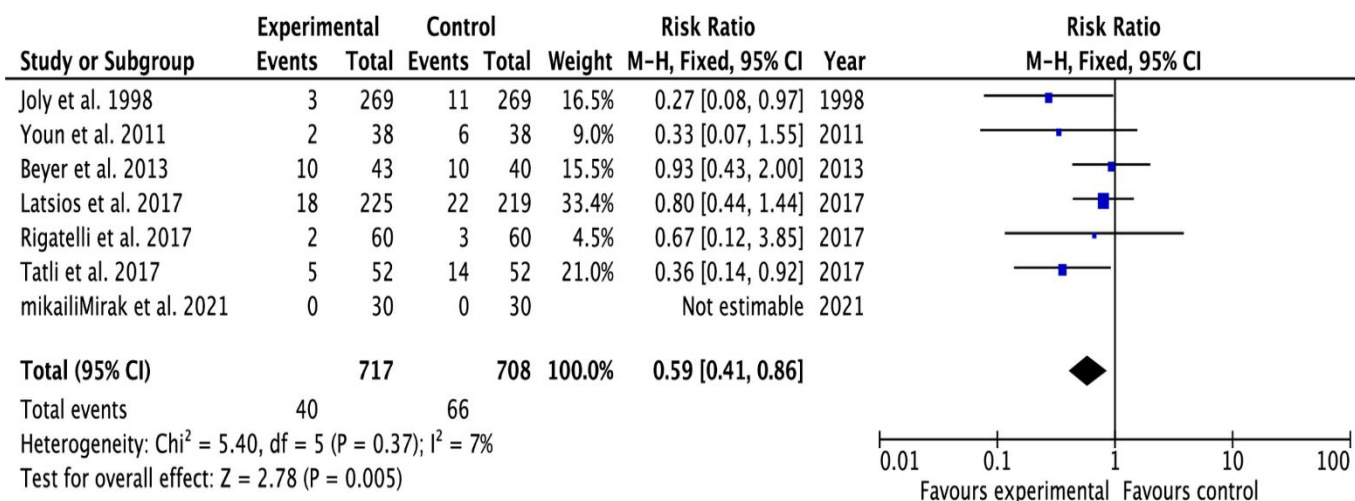 Experimental Control Risk Ratio Risk Ratio
Study or Subgroup Events Total Events Total Weight M-H, Fixed, 95% CI Year M-H, Fixed, 95% CI
Joly et al. 1998 3 269 11 269 16.5% 0.27 [0.08, 0.97] 1998
Youn et al. 2011 2 38 6 38 9.0% 0.33 [0.07, 1.55] 2011
Beyer et al. 2013 10 43 10 40 15.5% 0.93 [0.43, 2.00] 2013
Latsios et al. 2017 18 225 22 219 33.4% 0.80 [0.44, 1.44] 2017
Rigatelli et al. 2017 2 60 3 60 4.5% 0.67 [0.12, 3.85] 2017
Tatli et al. 2017 5 52 14 52 21.0% 0.36 [0.14, 0.92] 2017
mikailiMirak et al. 2021 0 30 0 30 Not estimable 2021
Total (95% CI) 717 708 100.0% 0.59 [0.41, 0.86]
Total events 40 66
Heterogeneity: Chi² = 5.40, df = 5 (P = 0.37); I² = 7%
Test for overall effect: Z = 2.78 (P = 0.005)
0.01 0.1 1 10 100
Favours experimental Favours control